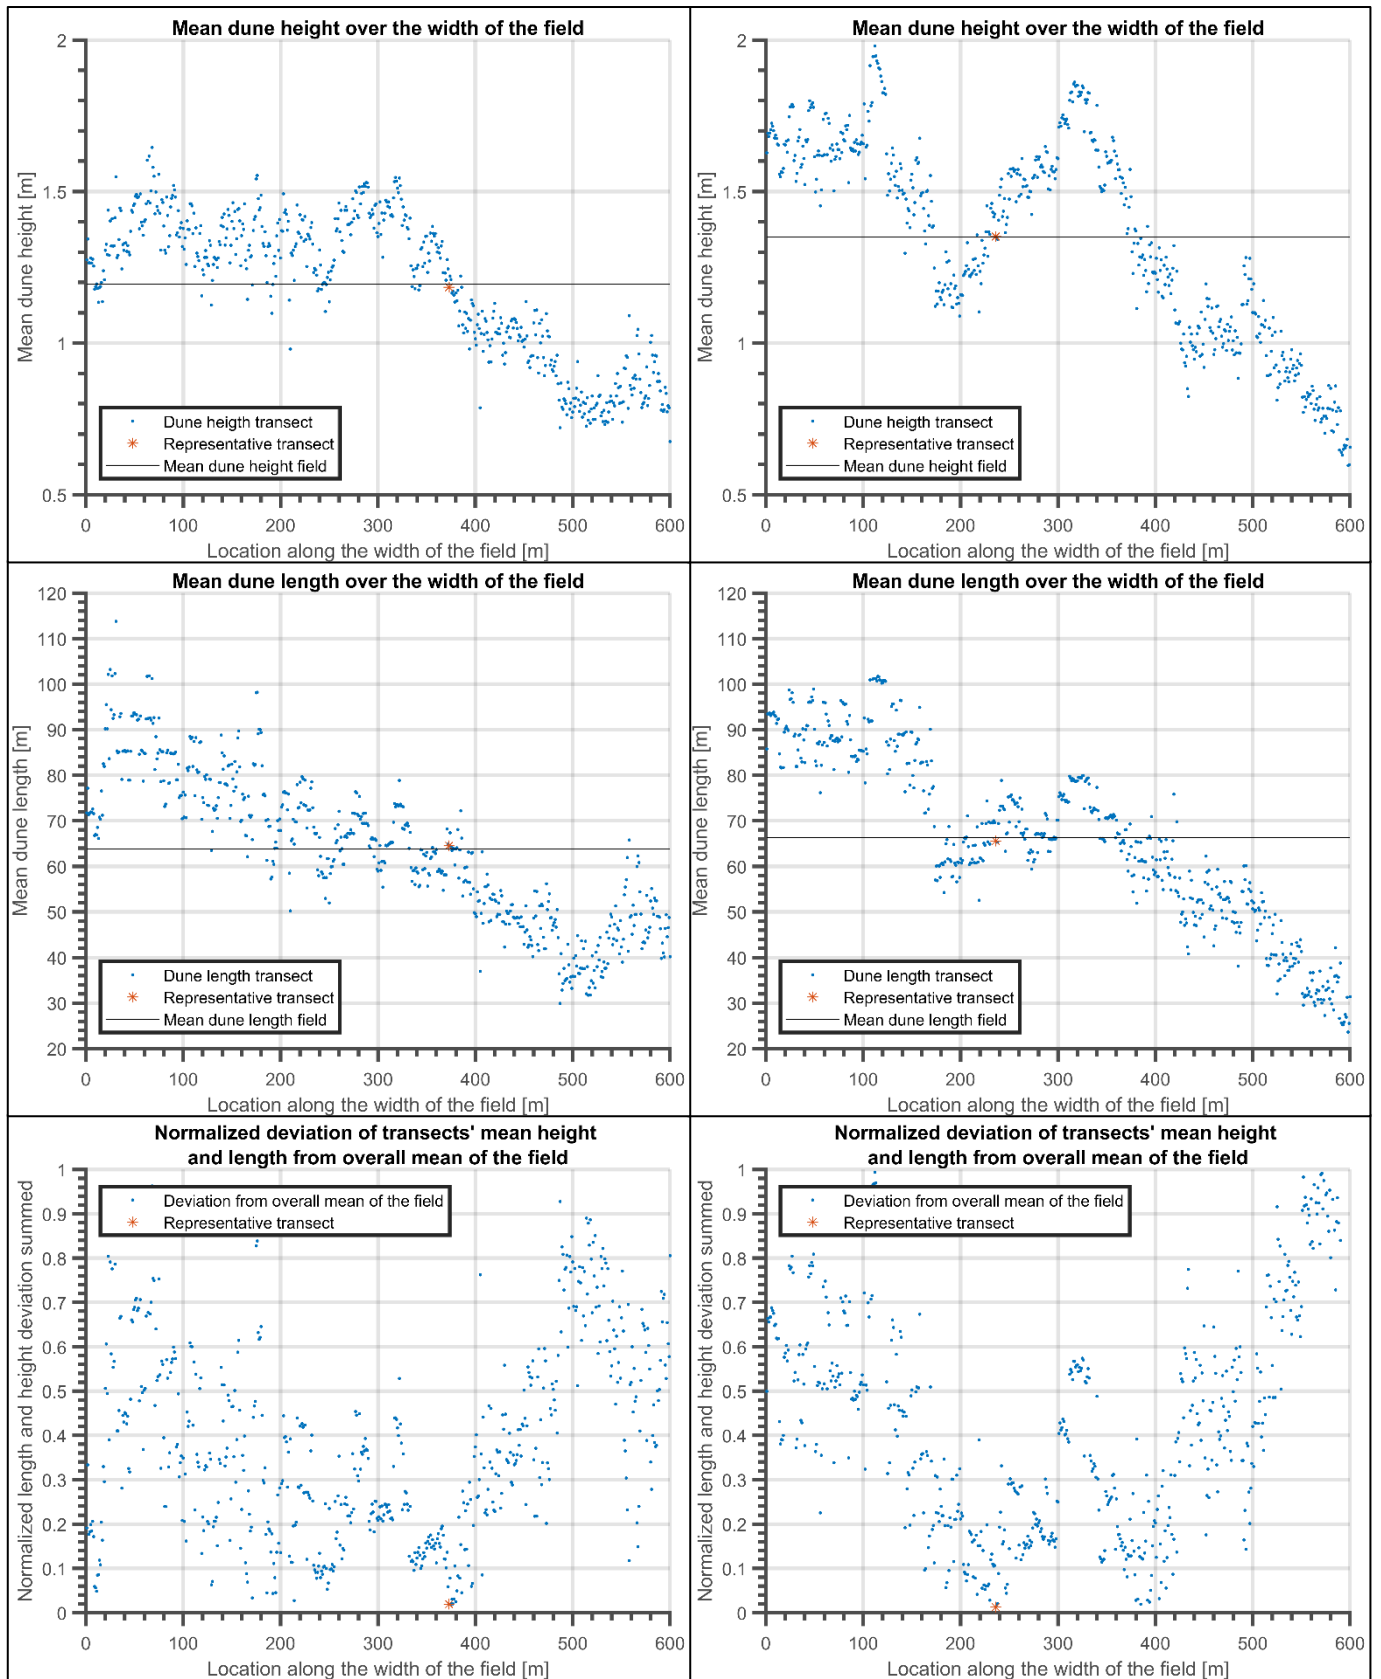 Mean dune height over the width of the field
2
1.5
1
0.5
Mean dune height [m]
Dune heigth transect
Representative transect
Mean dune height field
0 100 200 300 400 500 600
Location along the width of the field [m]
Mean dune height over the width of the field
2
1.5
1
0.5
Mean dune height [m]
Dune heigth transect
Representative transect
Mean dune height field
0 100 200 300 400 500 600
Location along the width of the field [m]
Mean dune length over the width of the field
120
110
100
90
80
70
60
50
40
30
20
Mean dune length [m]
Dune length transect
Representative transect
Mean dune length field
0 100 200 300 400 500 600
Location along the width of the field [m]
Mean dune length over the width of the field
120
110
100
90
80
70
60
50
40
30
20
Mean dune length [m]
Dune length transect
Representative transect
Mean dune length field
0 100 200 300 400 500 600
Location along the width of the field [m]
Normalized deviation of transects' mean height
and length from overall mean of the field
1
0.9
0.8
0.7
0.6
0.5
0.4
0.3
0.2
0.1
0
Normalized length and height deviation summed
Deviation from overall mean of the field
Representative transect
0 100 200 300 400 500 600
Location along the width of the field [m]
Normalized deviation of transects' mean height
and length from overall mean of the field
1
0.9
0.8
0.7
0.6
0.5
0.4
0.3
0.2
0.1
0
Normalized length and height deviation summed
Deviation from overall mean of the field
Representative transect
0 100 200 300 400 500 600
Location along the width of the field [m]